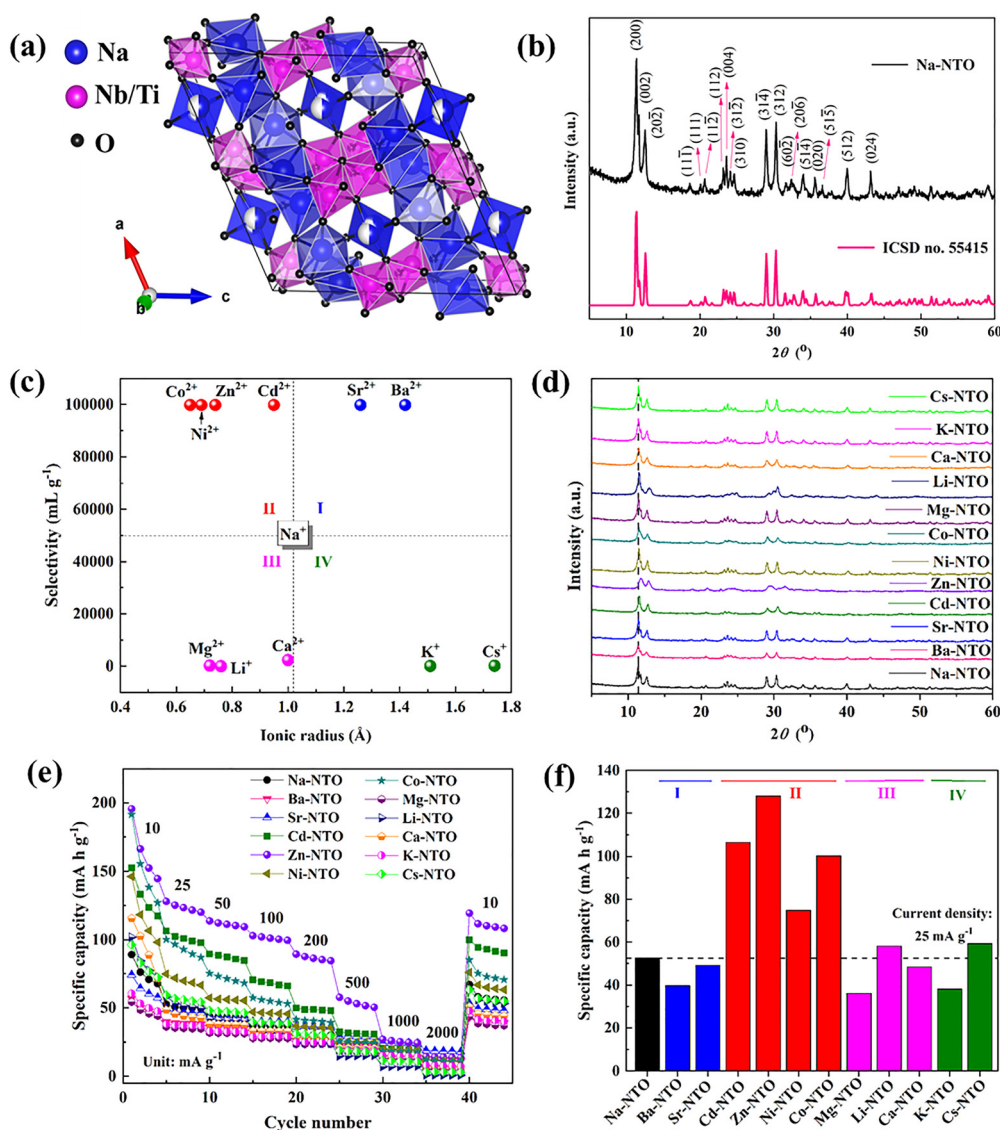 (a)
Na
Nb/Ti
O
a
b
c
(b)
Intensity (a.u.)
(200)
(002)
(202̅)
(111̅)
(111)
(112̅)
(112)
(004)
(312̅)
(310)
(314̅)
(312)
(602̅)
(206̅)
(514)
(020)
(515̅)
(512)
(024)
Na-NTO
ICSD no. 55415
10 20 30 40 50 60
2θ (°)
(c)
Selectivity (mL g⁻¹)
100000
80000
60000
40000
20000
0
Co²⁺ Zn²⁺ Cd²⁺ Sr²⁺ Ba²⁺
Ni²⁺
II I
Na⁺
III IV
Mg²⁺ Li⁺ Ca²⁺ K⁺ Cs⁺
0.4 0.6 0.8 1.0 1.2 1.4 1.6 1.8
Ionic radius (Å)
(d)
Intensity (a.u.)
Cs-NTO
K-NTO
Ca-NTO
Li-NTO
Mg-NTO
Co-NTO
Ni-NTO
Zn-NTO
Cd-NTO
Sr-NTO
Ba-NTO
Na-NTO
10 20 30 40 50 60
2θ (°)
(e)
Specific capacity (mA h g⁻¹)
200
150
100
50
0
Na-NTO Co-NTO
Ba-NTO Mg-NTO
Sr-NTO Li-NTO
Cd-NTO Ca-NTO
Zn-NTO K-NTO
Ni-NTO Cs-NTO
10
25
50
100
200
500
1000
2000
10
Unit: mA g⁻¹
0 10 20 30 40
Cycle number
(f)
Specific capacity (mA h g⁻¹)
140
120
100
80
60
40
20
0
I II III IV
Current density:
25 mA g⁻¹
Na-NTO
Ba-NTO
Sr-NTO
Cd-NTO
Zn-NTO
Ni-NTO
Co-NTO
Mg-NTO
Li-NTO
Ca-NTO
K-NTO
Cs-NTO